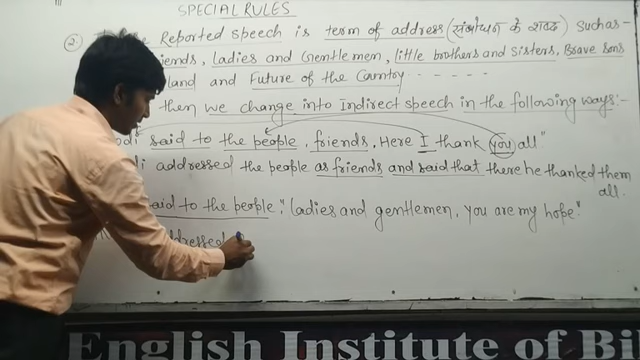 SPECIAL RULES
② the Reported speech is term of address (संबोधन के शब्द) such as -
friends, Ladies and Gentlemen, little brothers and sisters, Brave sons
land and Future of the Country - - - - -
then we change into Indirect speech in the following ways:-
said to the people, friends, Here I thank you all"
addressed the people as friends and said that there he thanked them
all.
said to the people, "ladies and gentlemen, you are my hope."
addressed
English Institute of Bi